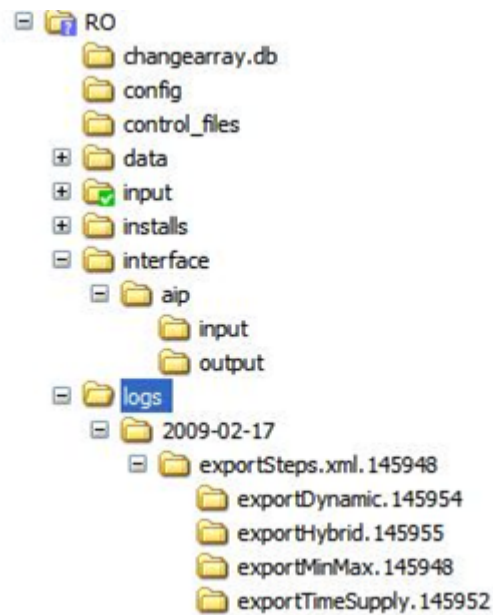 RO
changearray.db
config
control_files
data
input
installs
interface
aip
input
output
logs
2009-02-17
exportSteps.xml.145948
exportDynamic.145954
exportHybrid.145955
exportMinMax.145948
exportTimeSupply.145952